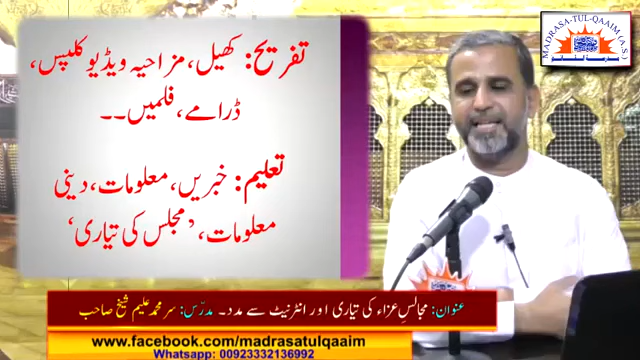 MADRASA-TUL-QAAIM (A.S)
مدرسۃ القائم
تفریح: کھیل، مزاحیہ ویڈیو کلپس،
ڈرامے، فلمیں۔۔
تعلیم: خبریں، معلومات، دینی
معلومات، ’مجلس کی تیاری‘
عنوان: مجالسِ عزاء کی تیاری اور انٹرنیٹ سے مدد۔ مدرّس: سر محمد علیم شیخ صاحب
www.facebook.com/madrasatulqaaim
Whatsapp: 00923332136992